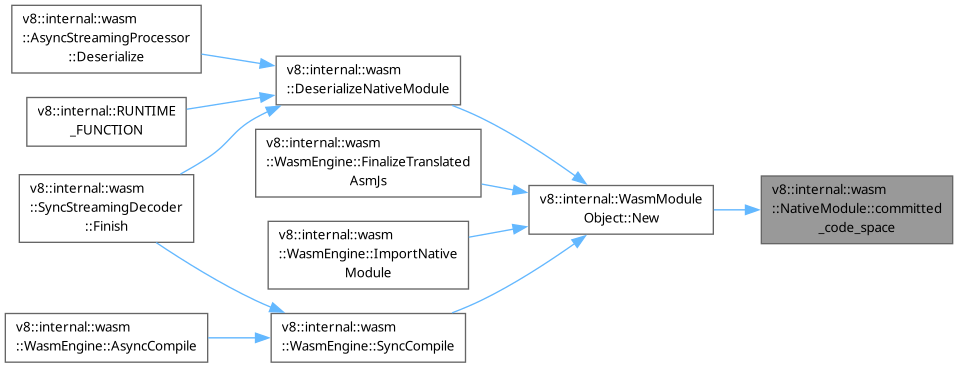 v8::internal::wasm
::AsyncStreamingProcessor
::Deserialize
v8::internal::RUNTIME
_FUNCTION
v8::internal::wasm
::SyncStreamingDecoder
::Finish
v8::internal::wasm
::WasmEngine::AsyncCompile
v8::internal::wasm
::DeserializeNativeModule
v8::internal::wasm
::WasmEngine::FinalizeTranslated
AsmJs
v8::internal::wasm
::WasmEngine::ImportNative
Module
v8::internal::wasm
::WasmEngine::SyncCompile
v8::internal::WasmModule
Object::New
v8::internal::wasm
::NativeModule::committed
_code_space